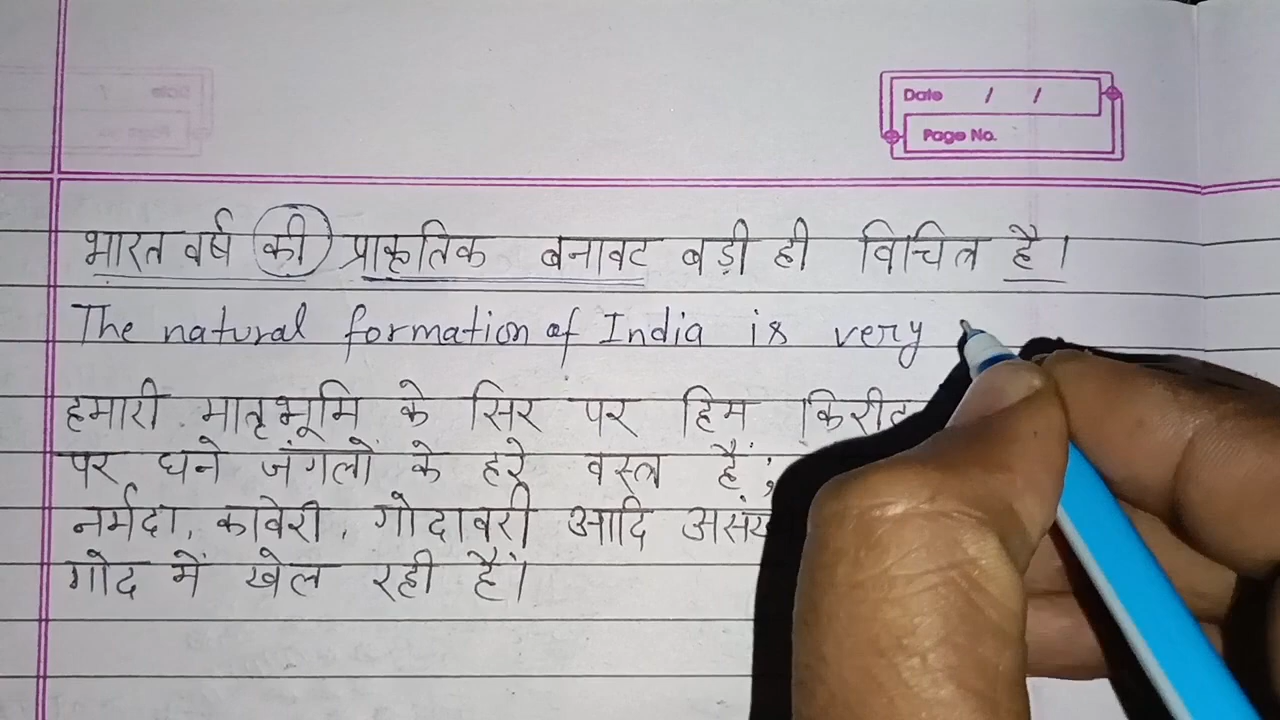 Date / /
Page No.
भारत वर्ष की प्राकृतिक बनावट बड़ी ही विचित्र है।
The natural formation of India is very
हमारी मातृभूमि के सिर पर हिम
पर घने जंगलों के हरे वस्त्र हैं;
नर्मदा, कावेरी, गोदावरी आदि
गोद में खेल रही हैं।